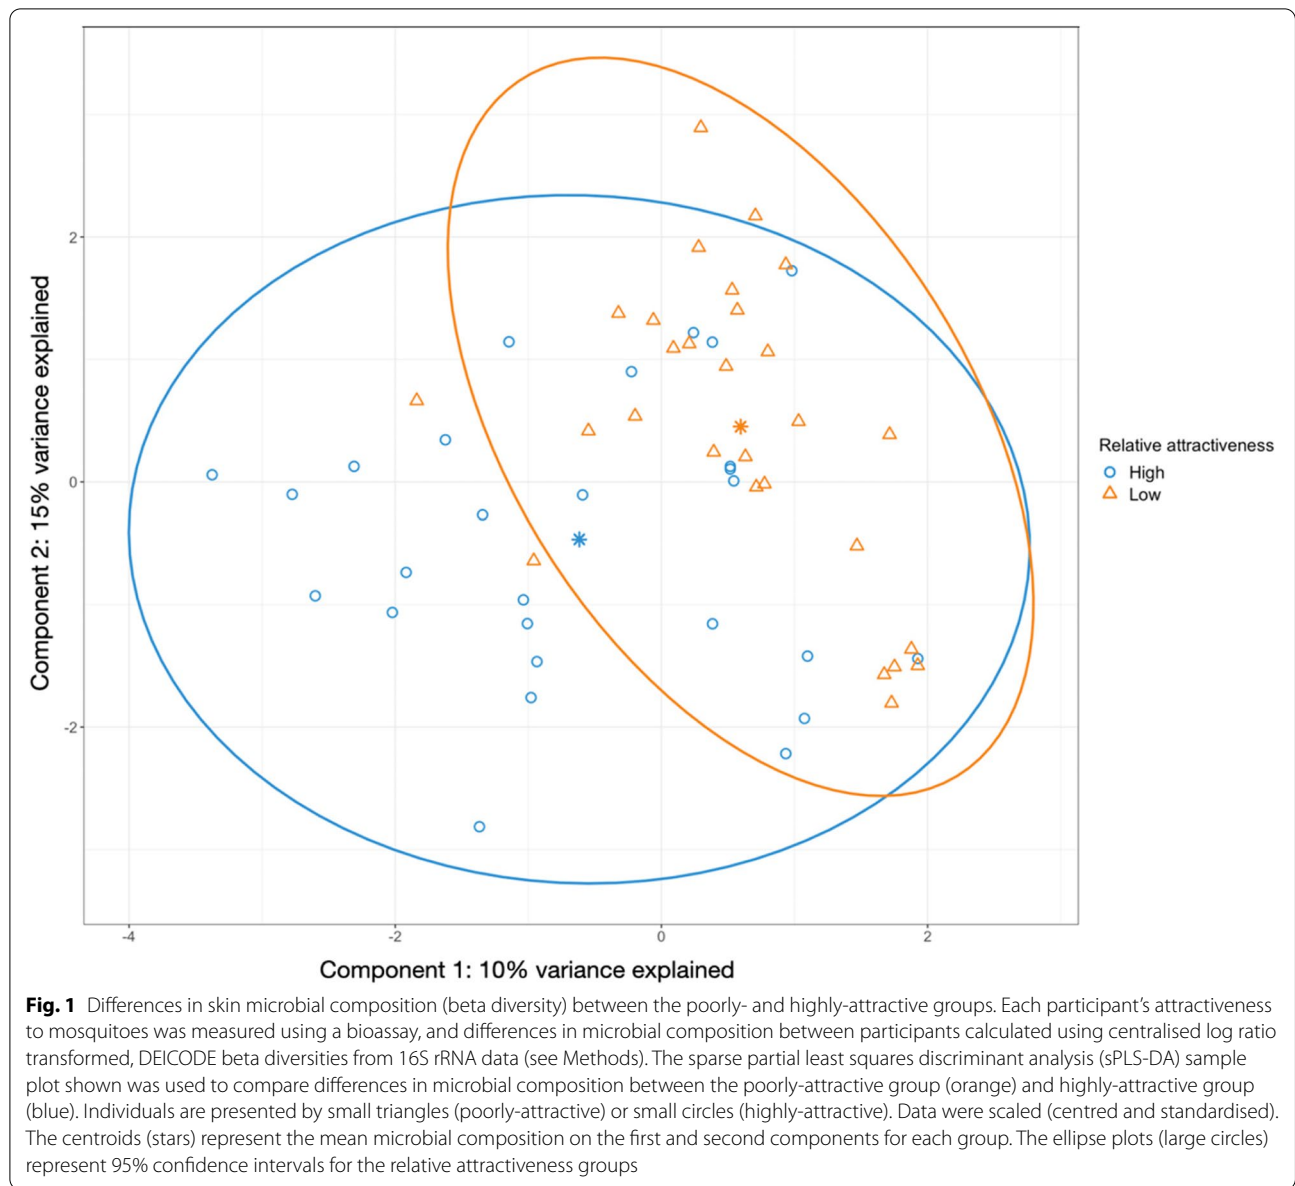 Component 2: 15% variance explained
2
0
-2
-4
-2
0
2
Component 1: 10% variance explained
Relative attractiveness
High
Low
Fig. 1 Differences in skin microbial composition (beta diversity) between the poorly- and highly-attractive groups. Each participant's attractiveness
to mosquitoes was measured using a bioassay, and differences in microbial composition between participants calculated using centralised log ratio
transformed, DEICODE beta diversities from 16S rRNA data (see Methods). The sparse partial least squares discriminant analysis (sPLS-DA) sample
plot shown was used to compare differences in microbial composition between the poorly-attractive group (orange) and highly-attractive group
(blue). Individuals are presented by small triangles (poorly-attractive) or small circles (highly-attractive). Data were scaled (centred and standardised).
The centroids (stars) represent the mean microbial composition on the first and second components for each group. The ellipse plots (large circles)
represent 95% confidence intervals for the relative attractiveness groups